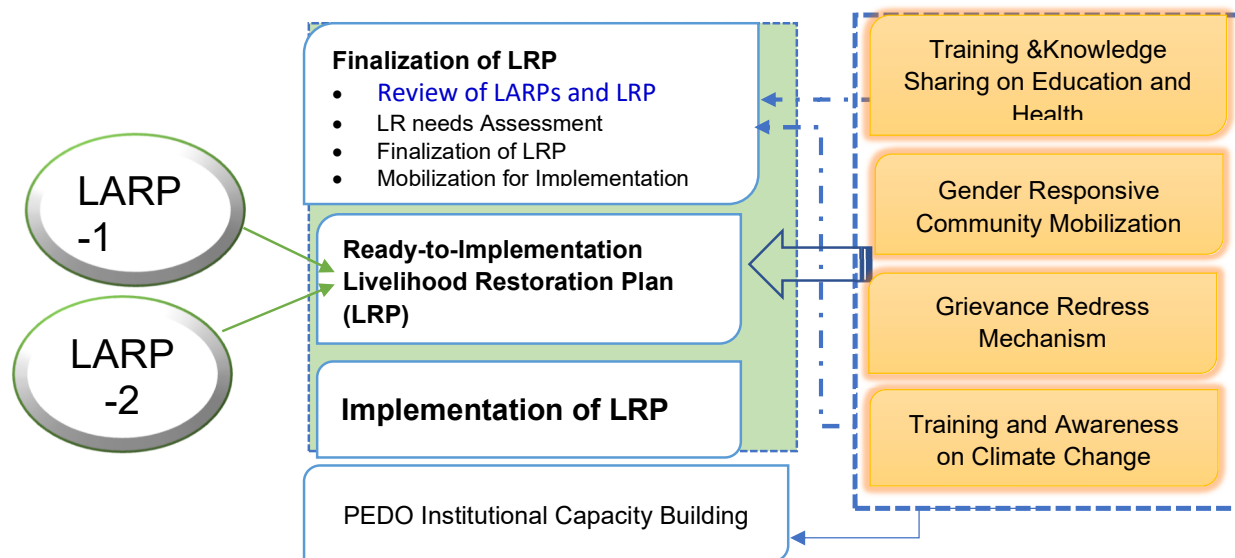 LARP
-1
LARP
-2
Finalization of LRP
• Review of LARPs and LRP
• LR needs Assessment
• Finalization of LRP
• Mobilization for Implementation
Ready-to-Implementation
Livelihood Restoration Plan
(LRP)
Implementation of LRP
PEDO Institutional Capacity Building
Training &Knowledge
Sharing on Education and
Health
Gender Responsive
Community Mobilization
Grievance Redress
Mechanism
Training and Awareness
on Climate Change